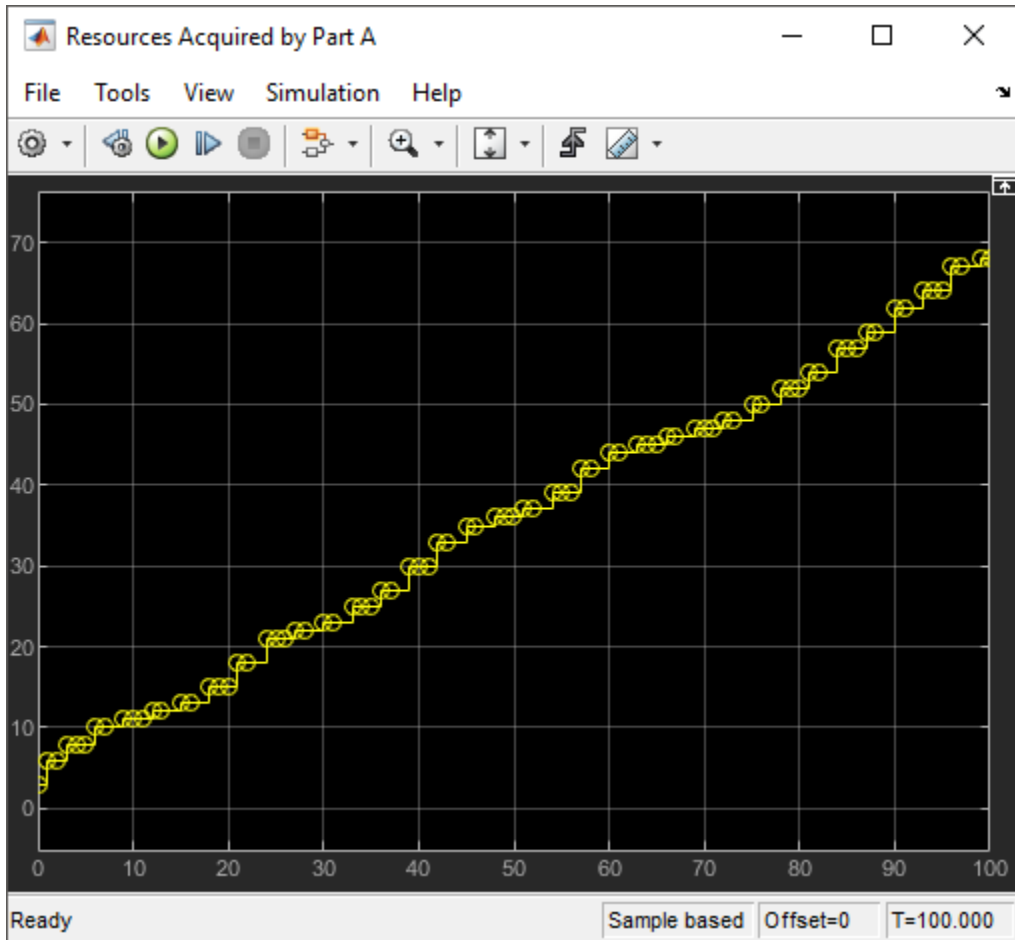 Resources Acquired by Part A
File Tools View Simulation Help
70
60
50
40
30
20
10
0
0 10 20 30 40 50 60 70 80 90 100
Ready Sample based Offset=0 T=100.000